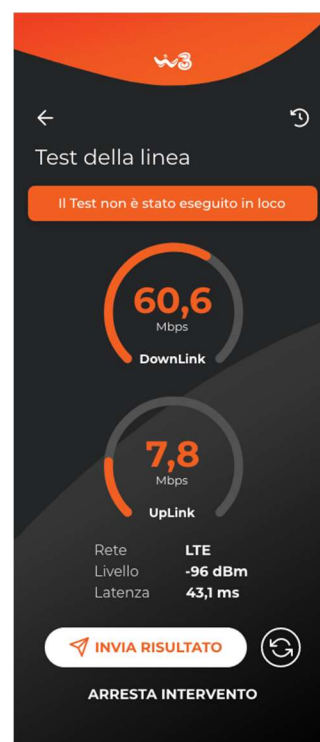 W3
Test della linea
Il Test non è stato eseguito in loco
60,6
Mbps
DownLink
7,8
Mbps
UpLink
Rete LTE
Livello -96 dBm
Latenza 43,1 ms
INVIA RISULTATO
ARRESTA INTERVENTO